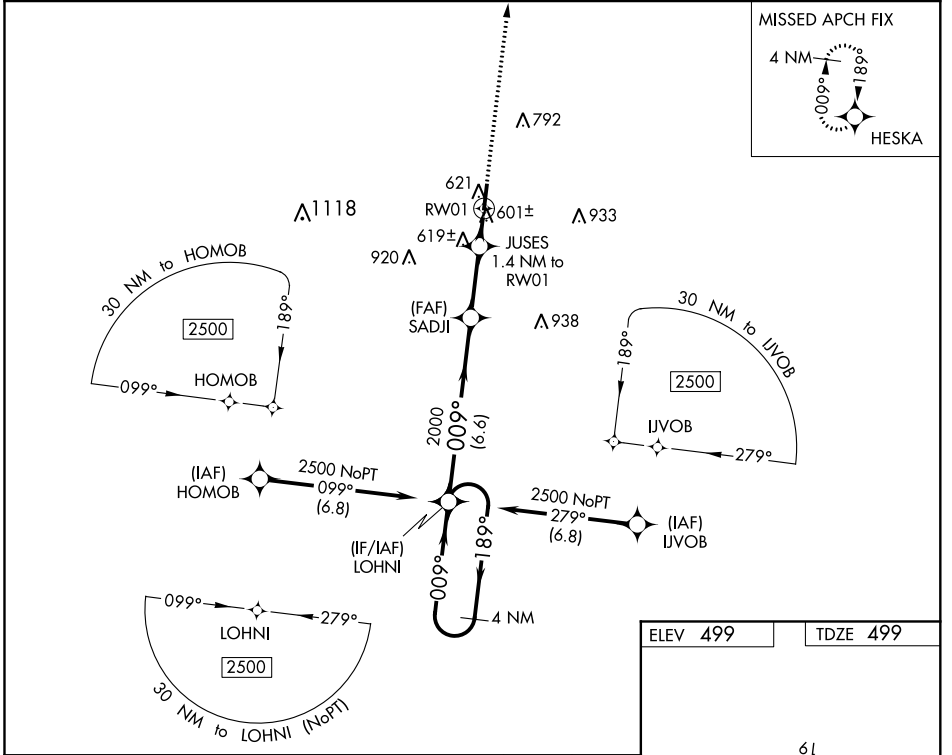 MISSED APCH FIX
4 NM
009°
189°
HESKA
792
621
RW01
601±
1118
933
619±
JUSES
1.4 NM to
RW01
920
(FAF)
SADJI
938
30 NM to HOMOB
2500
189°
HOMOB
099°
30 NM to IJVOB
2500
189°
IJVOB
279°
2000
009°
(6.6)
(IAF)
HOMOB
2500 NoPT
099°
(6.8)
2500 NoPT
279°
(6.8)
(IAF)
IJVOB
(IF/IAF)
LOHNI
009°
189°
4 NM
099°
279°
LOHNI
2500
30 NM to LOHNI (NoPT)
ELEV 499
TDZE 499
19